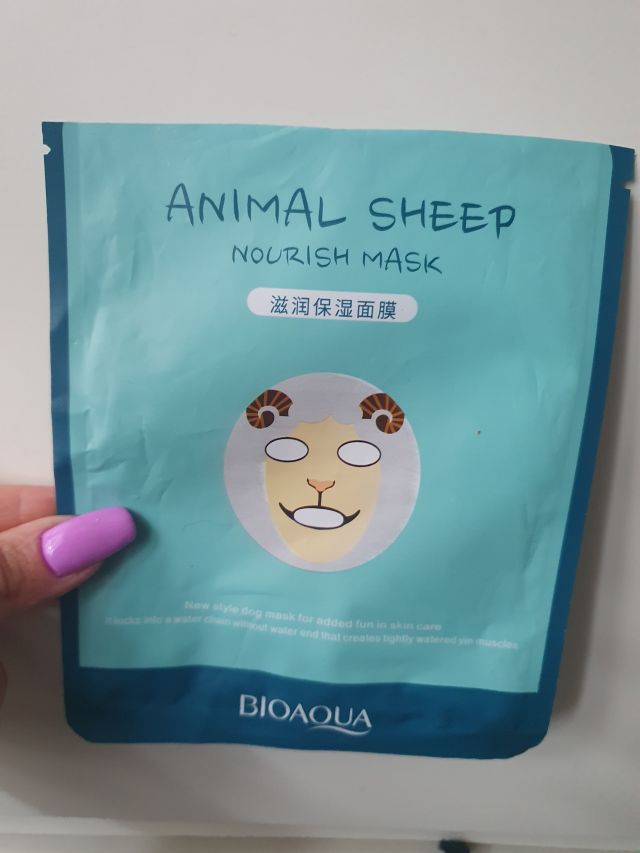 ANIMAL SHEEP
NOURISH MASK
滋润保湿面膜
New style dog mask for added fun in skin care
It locks into a water chain without water end that creates tightly watered yin muscles
BIOAQUA